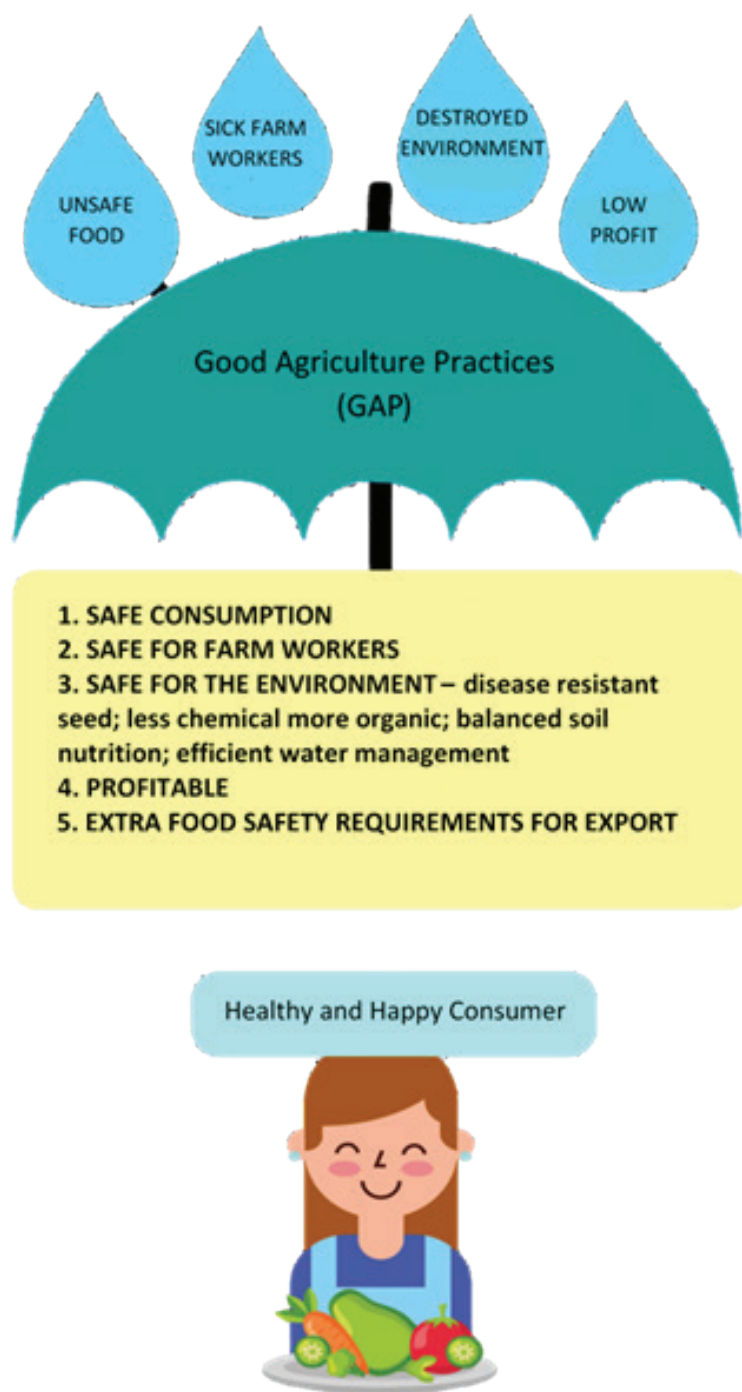 UNSAFE
FOOD
SICK FARM
WORKERS
DESTROYED
ENVIRONMENT
LOW
PROFIT
Good Agriculture Practices
(GAP)
1. SAFE CONSUMPTION
2. SAFE FOR FARM WORKERS
3. SAFE FOR THE ENVIRONMENT – disease resistant
seed; less chemical more organic; balanced soil
nutrition; efficient water management
4. PROFITABLE
5. EXTRA FOOD SAFETY REQUIREMENTS FOR EXPORT
Healthy and Happy Consumer